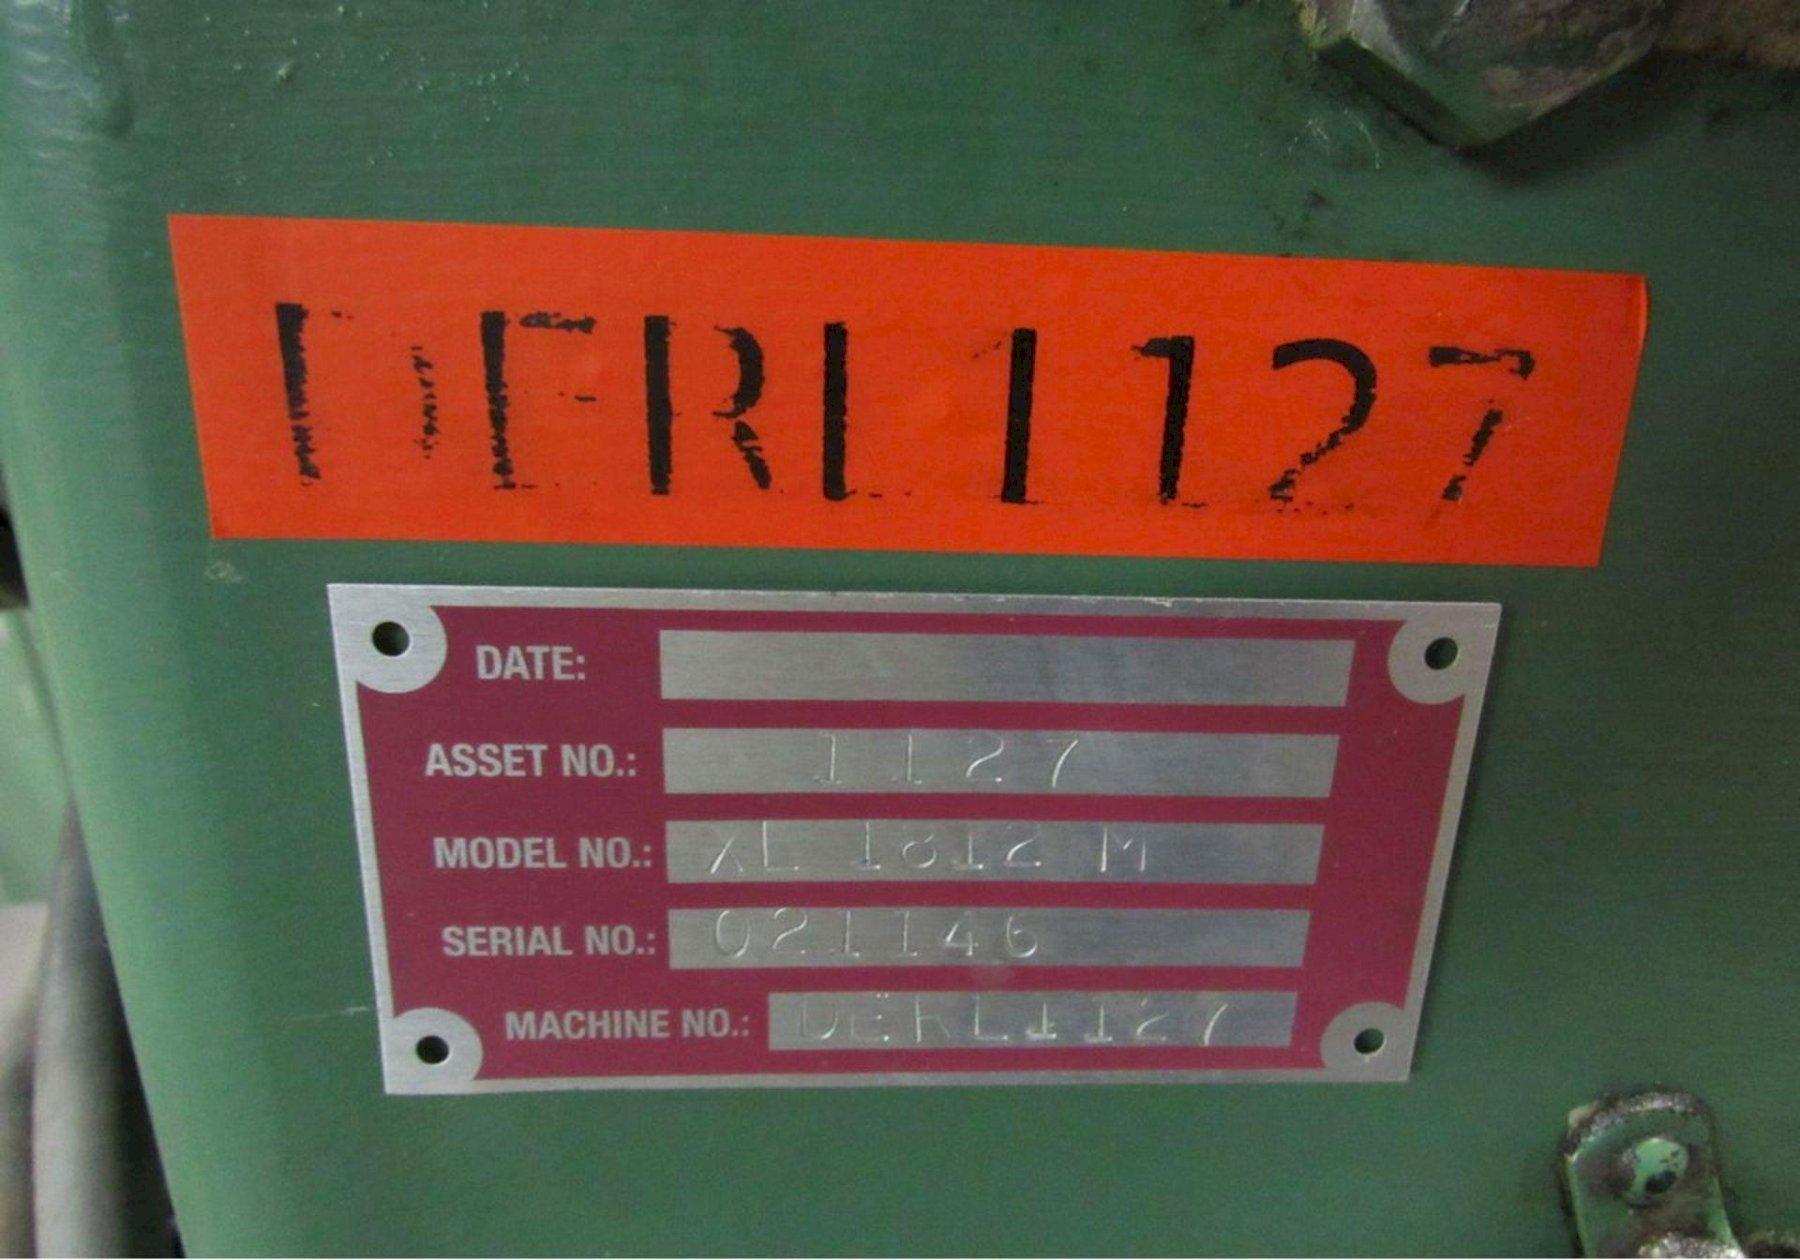 DERL1127
DATE:
ASSET NO.: 1127
MODEL NO.: XL 1812 M
SERIAL NO.: 021146
MACHINE NO.: DERL1127